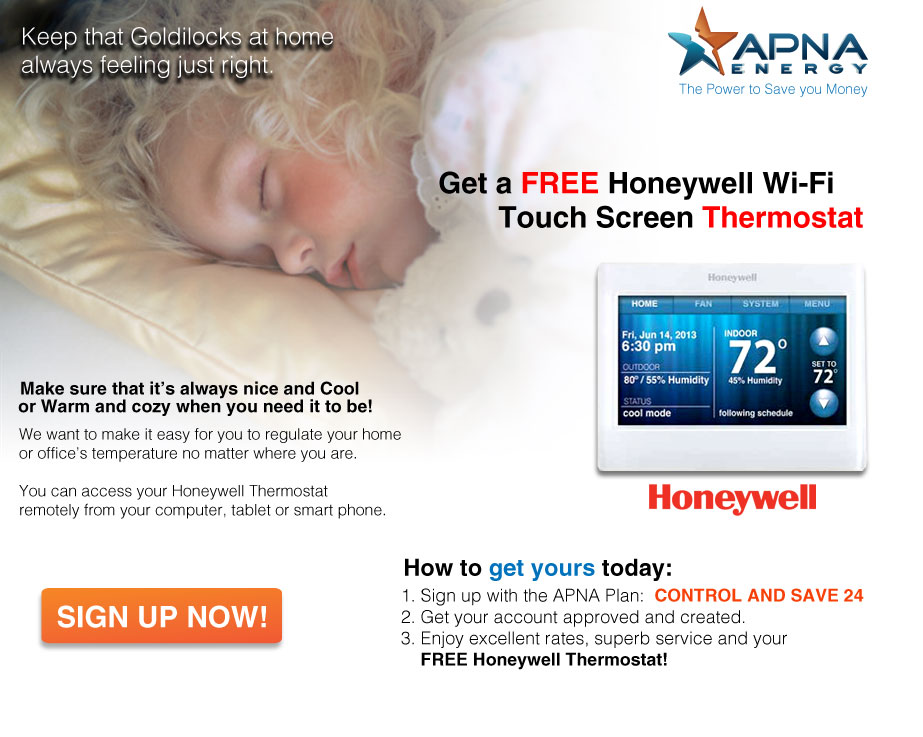 Keep that Goldilocks at home
always feeling just right.
APNA
ENERGY
The Power to Save you Money
Get a FREE Honeywell Wi-Fi
Touch Screen Thermostat
Honeywell
HOME FAN SYSTEM MENU
Fri, Jun 14, 2013
6:30 pm
OUTDOOR
80° / 55% Humidity
STATUS
cool mode
INDOOR
72°
45% Humidity
following schedule
SET TO
72°
Honeywell
Make sure that it's always nice and Cool
or Warm and cozy when you need it to be!
We want to make it easy for you to regulate your home
or office's temperature no matter where you are.
You can access your Honeywell Thermostat
remotely from your computer, tablet or smart phone.
SIGN UP NOW!
How to get yours today:
1. Sign up with the APNA Plan: CONTROL AND SAVE 24
2. Get your account approved and created.
3. Enjoy excellent rates, superb service and your
FREE Honeywell Thermostat!